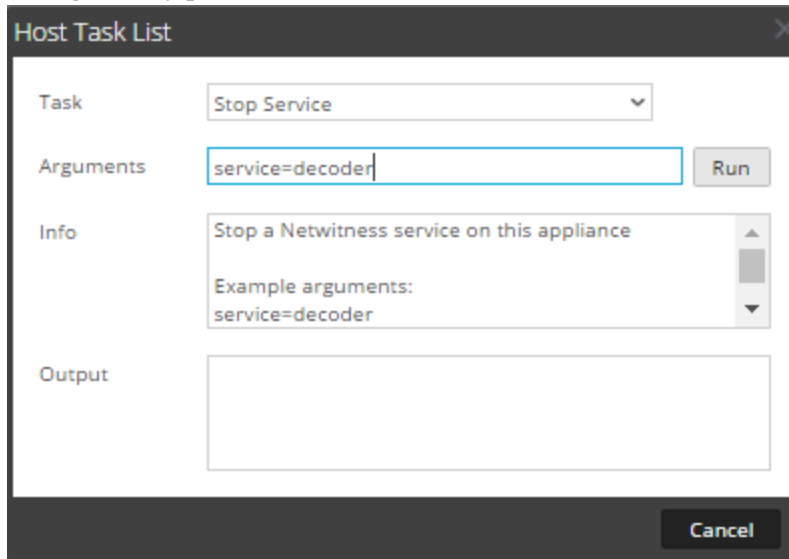 Host Task List
Task
Stop Service
Arguments
service=decoder
Run
Info
Stop a Netwitness service on this appliance
Example arguments:
service=decoder
Output
Cancel